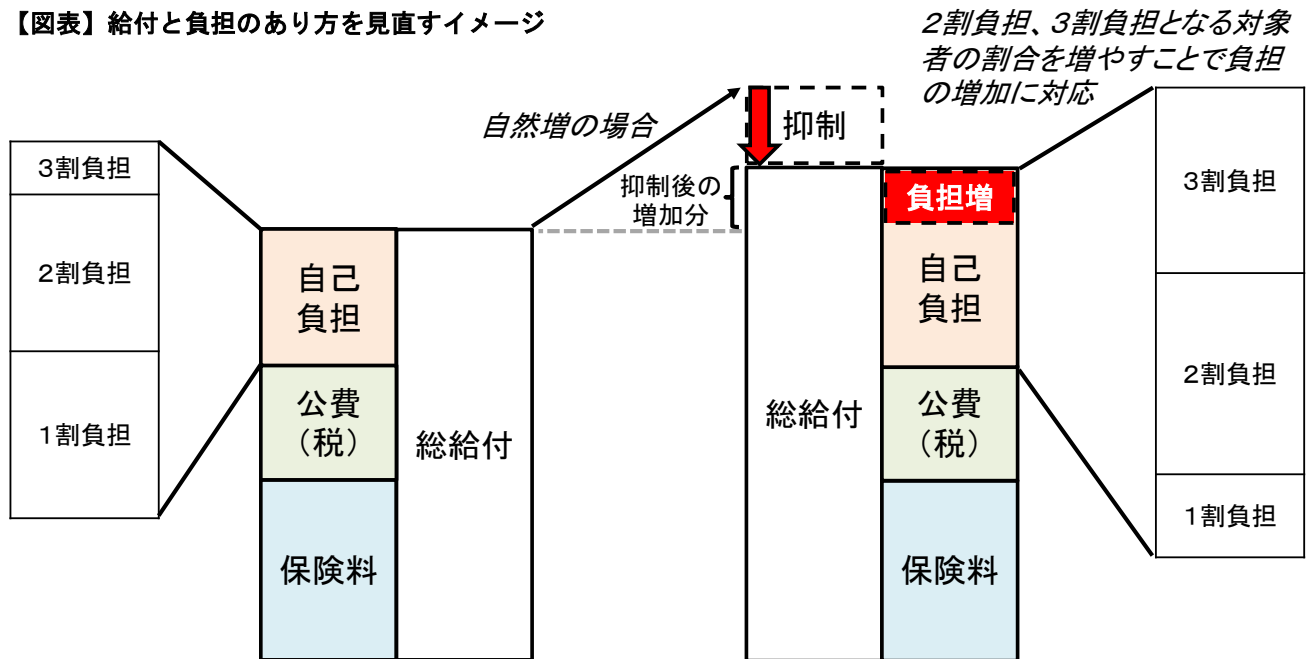 【図表】給付と負担のあり方を見直すイメージ
3割負担
2割負担
1割負担
自己
負担
公費
（税）
保険料
総給付
自然増の場合
抑制
抑制後の
増加分
総給付
負担増
自己
負担
公費
（税）
保険料
2割負担、3割負担となる対象
者の割合を増やすことで負担
の増加に対応
3割負担
2割負担
1割負担